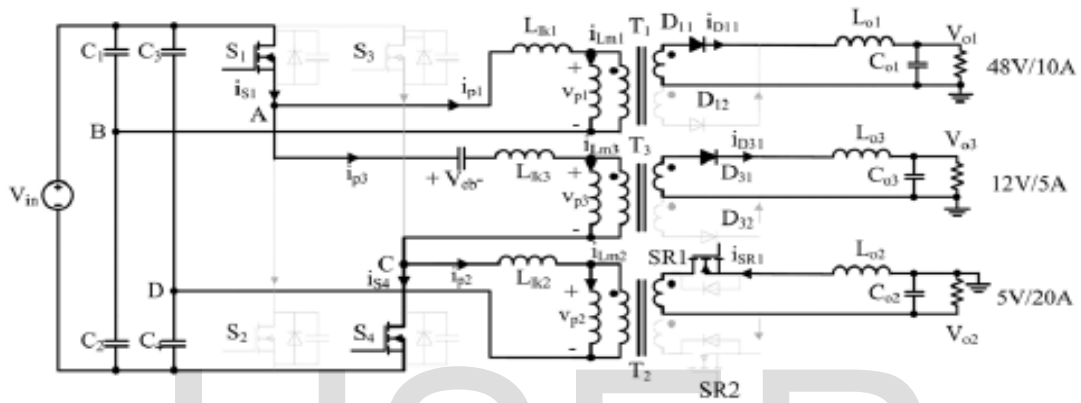 C1 C3 S1 S3 Llk1 iLm1 T1 D11 iD11 Lo1 Vo1
+ vp1 -
Co1 48V/10A
iS1 A ip1 D12
B
iLm3 T3 iD31 Lo3 Vo3
Vin ip3 + Vcb- Llk3 + vp3 - D31 Co3 12V/5A
D32
C iLm2 SR1 iSR1 Lo2
iS4 ip2 Llk2
D + vp2 - Co2 5V/20A
C2 S2 S4 Vo2
T2
SR2